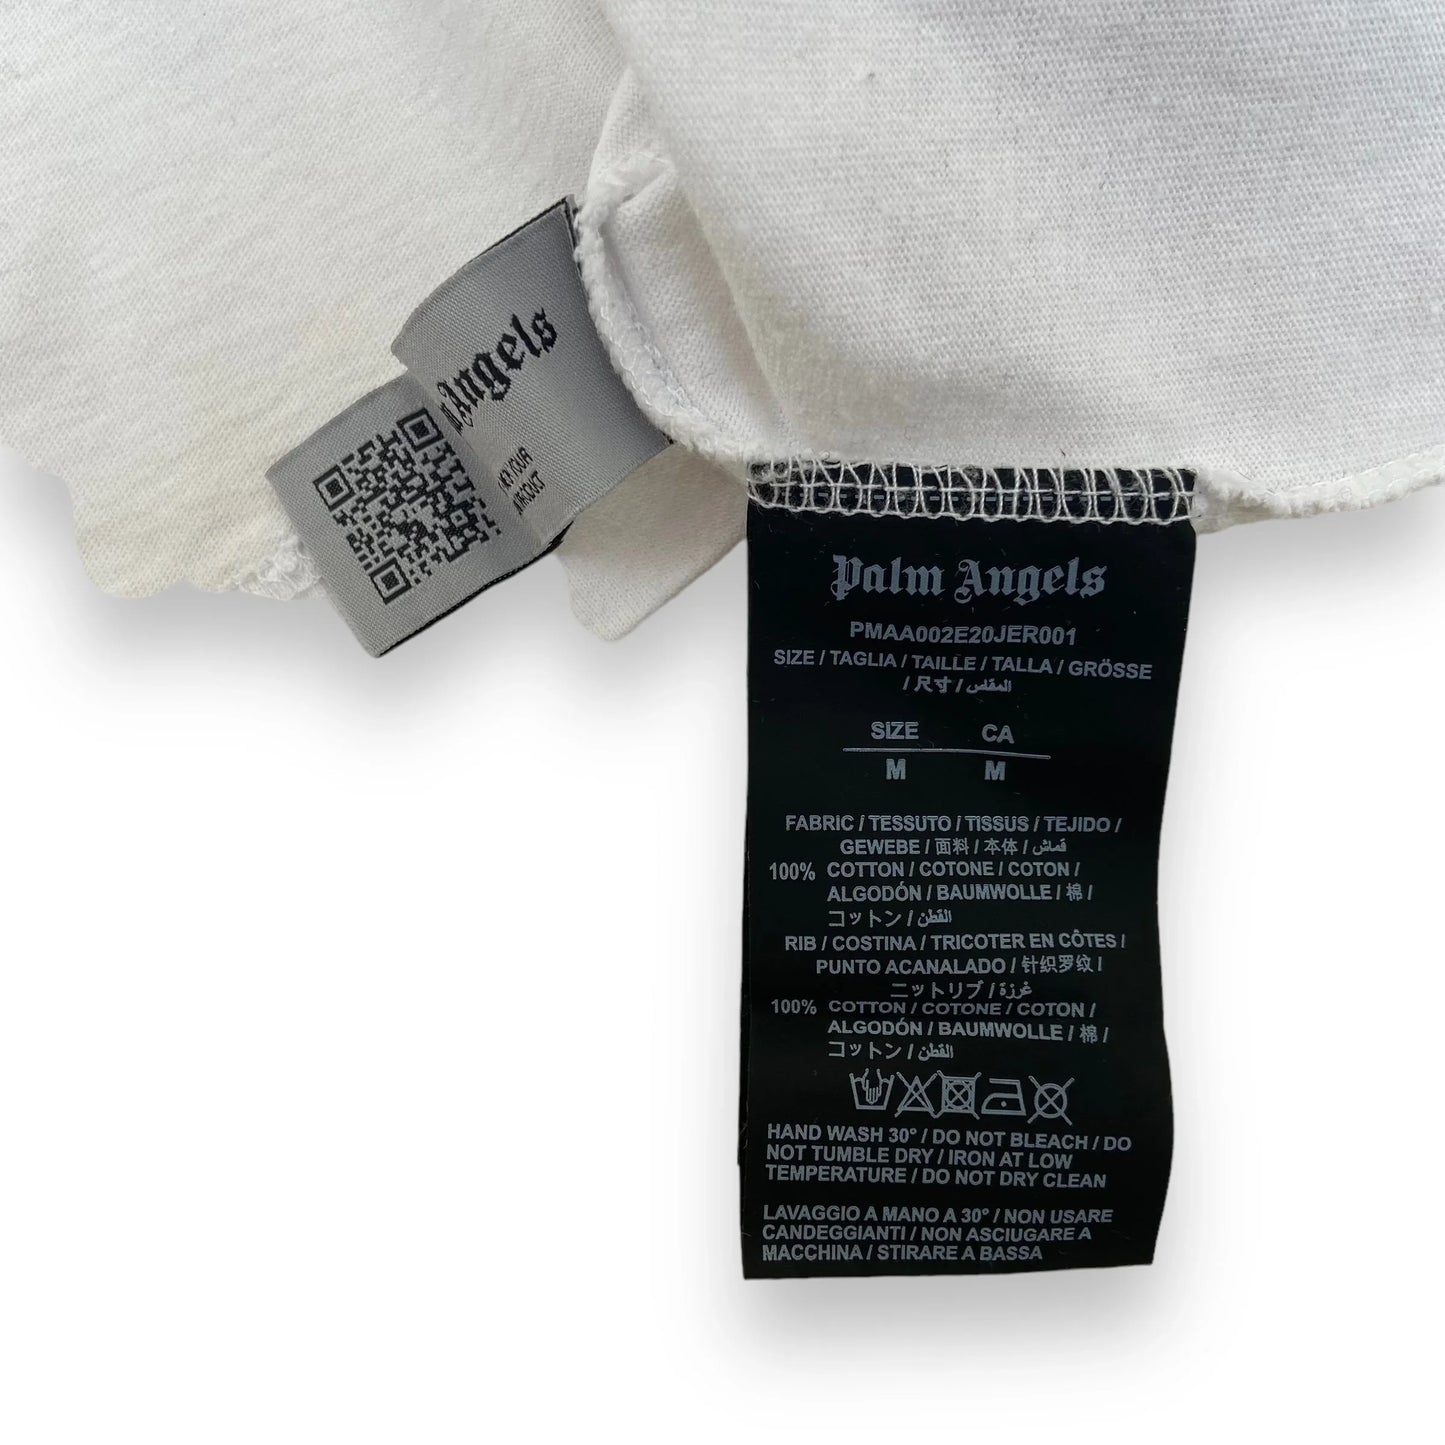 Angels
YOUR
Palm Angels
PMAA002E20JER001
SIZE / TAGLIA / TAILLE / TALLA / GRÖSSE
/ 尺寸 / المقاس
SIZE CA
M M
FABRIC / TESSUTO / TISSUS / TEJIDO /
GEWEBE / 面料 / 本体 / قماش
100% COTTON / COTONE / COTON /
ALGODÓN / BAUMWOLLE / 棉 /
コットン / القطن
RIB / COSTINA / TRICOTER EN CÔTES /
PUNTO ACANALADO / 针织罗纹 /
ニットリブ / غرزة
100% COTTON / COTONE / COTON /
ALGODÓN / BAUMWOLLE / 棉 /
コットン / القطن
HAND WASH 30° / DO NOT BLEACH / DO
NOT TUMBLE DRY / IRON AT LOW
TEMPERATURE / DO NOT DRY CLEAN
LAVAGGIO A MANO A 30° / NON USARE
CANDEGGIANTI / NON ASCIUGARE A
MACCHINA / STIRARE A BASSA